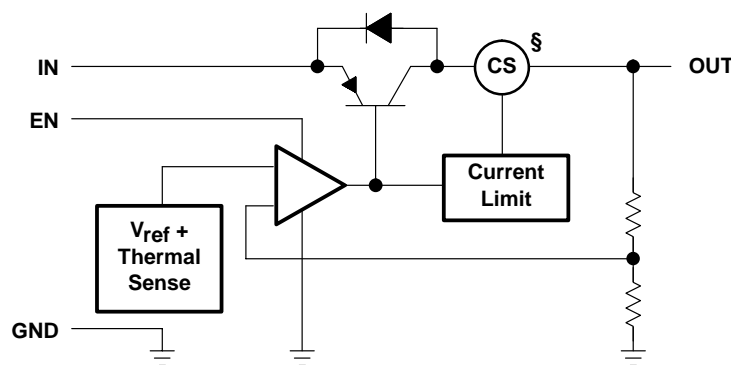 §
IN
CS
OUT
EN
Current
Limit
Vref +
Thermal
Sense
GND